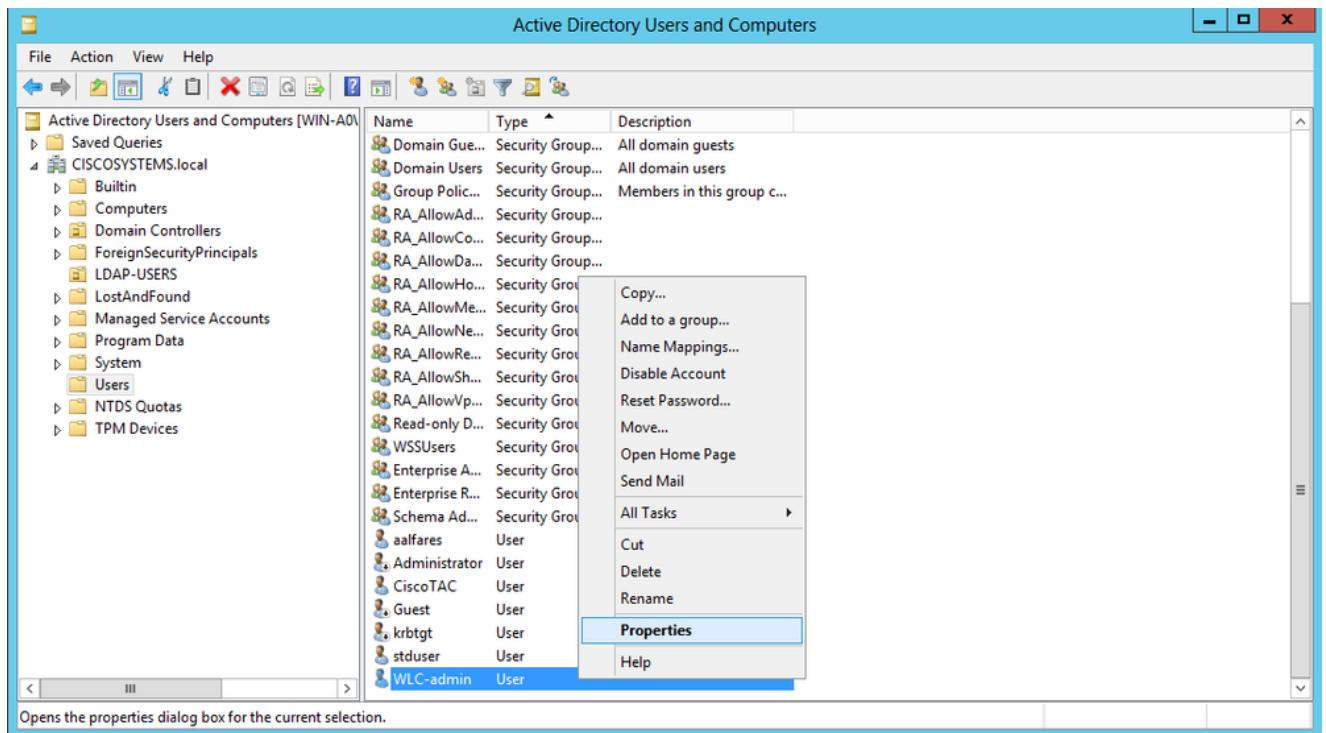 Active Directory Users and Computers
File Action View Help
Active Directory Users and Computers [WIN-A0\
Saved Queries
CISCOSYSTEMS.local
Builtin
Computers
Domain Controllers
ForeignSecurityPrincipals
LDAP-USERS
LostAndFound
Managed Service Accounts
Program Data
System
Users
NTDS Quotas
TPM Devices
Name Type Description
Domain Gue... Security Group... All domain guests
Domain Users Security Group... All domain users
Group Polic... Security Group... Members in this group c...
RA_AllowAd... Security Group...
RA_AllowCo... Security Group...
RA_AllowDa... Security Group...
RA_AllowHo... Security Grou
RA_AllowMe... Security Grou
RA_AllowNe... Security Grou
RA_AllowRe... Security Grou
RA_AllowSh... Security Grou
RA_AllowVp... Security Grou
Read-only D... Security Grou
WSSUsers Security Grou
Enterprise A... Security Grou
Enterprise R... Security Grou
Schema Ad... Security Grou
aalfares User
Administrator User
CiscoTAC User
Guest User
krbtgt User
stduser User
WLC-admin User
Copy...
Add to a group...
Name Mappings...
Disable Account
Reset Password...
Move...
Open Home Page
Send Mail
All Tasks
Cut
Delete
Rename
Properties
Help
Opens the properties dialog box for the current selection.